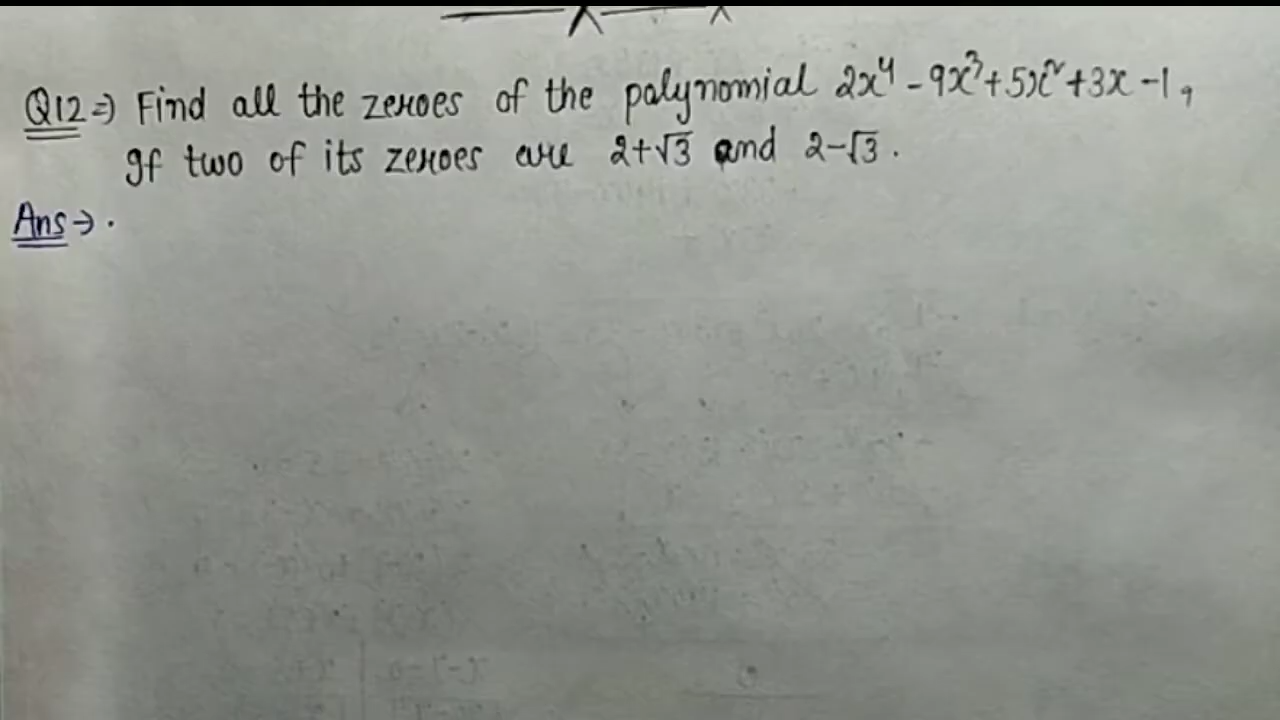 Q12⇒) Find all the zeroes of the polynomial 2x⁴ - 9x³ + 5x² + 3x - 1,
If two of its zeroes are 2+√3 and 2-√3.
Ans→.